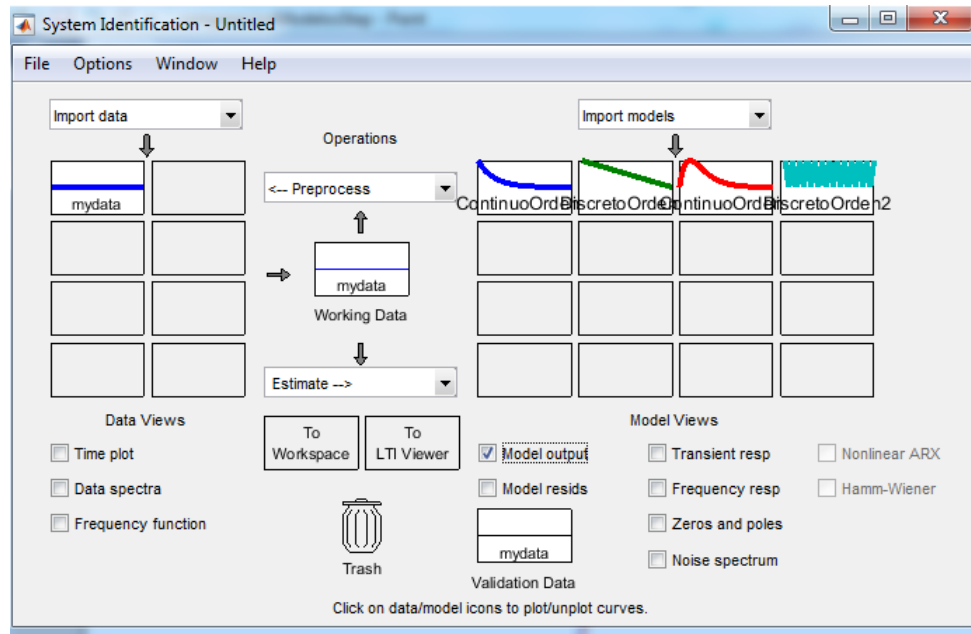 System Identification - Untitled
File Options Window Help
Import data
Import models
Operations
<-- Preprocess
mydata
ContinuoOrde
DiscretoOrde
ContinuoOrde
DiscretoOrden2
mydata
Working Data
Estimate -->
Data Views
Time plot
Data spectra
Frequency function
To
Workspace
To
LTI Viewer
Trash
Model Views
Model output
Model resids
Transient resp
Frequency resp
Zeros and poles
Noise spectrum
Nonlinear ARX
Hamm-Wiener
mydata
Validation Data
Click on data/model icons to plot/unplot curves.